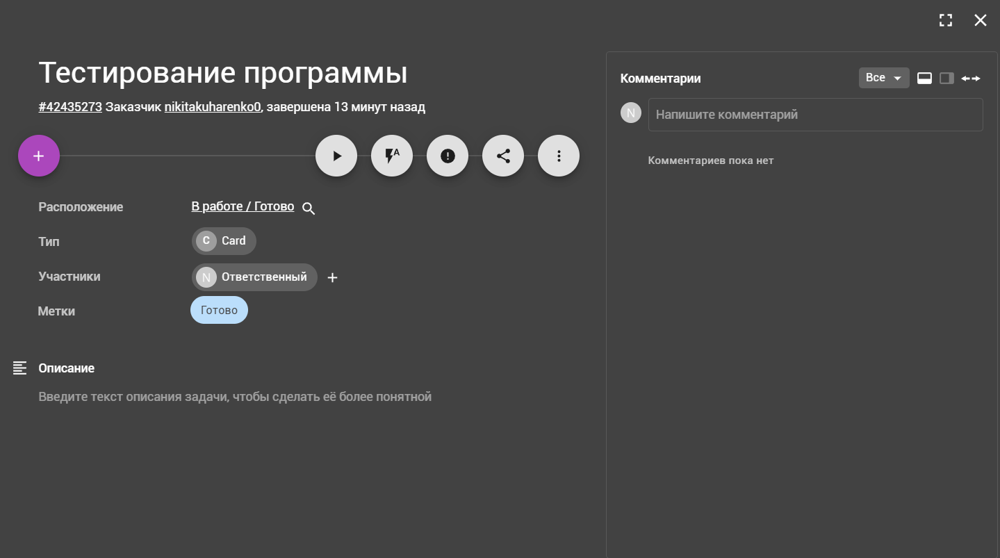 Тестирование программы
#42435273 Заказчик nikitakuharenko0, завершена 13 минут назад
A
Расположение В работе / Готово
Тип C Card
Участники N Ответственный
Метки Готово
Описание
Введите текст описания задачи, чтобы сделать её более понятной
Комментарии Все
N Напишите комментарий
Комментариев пока нет